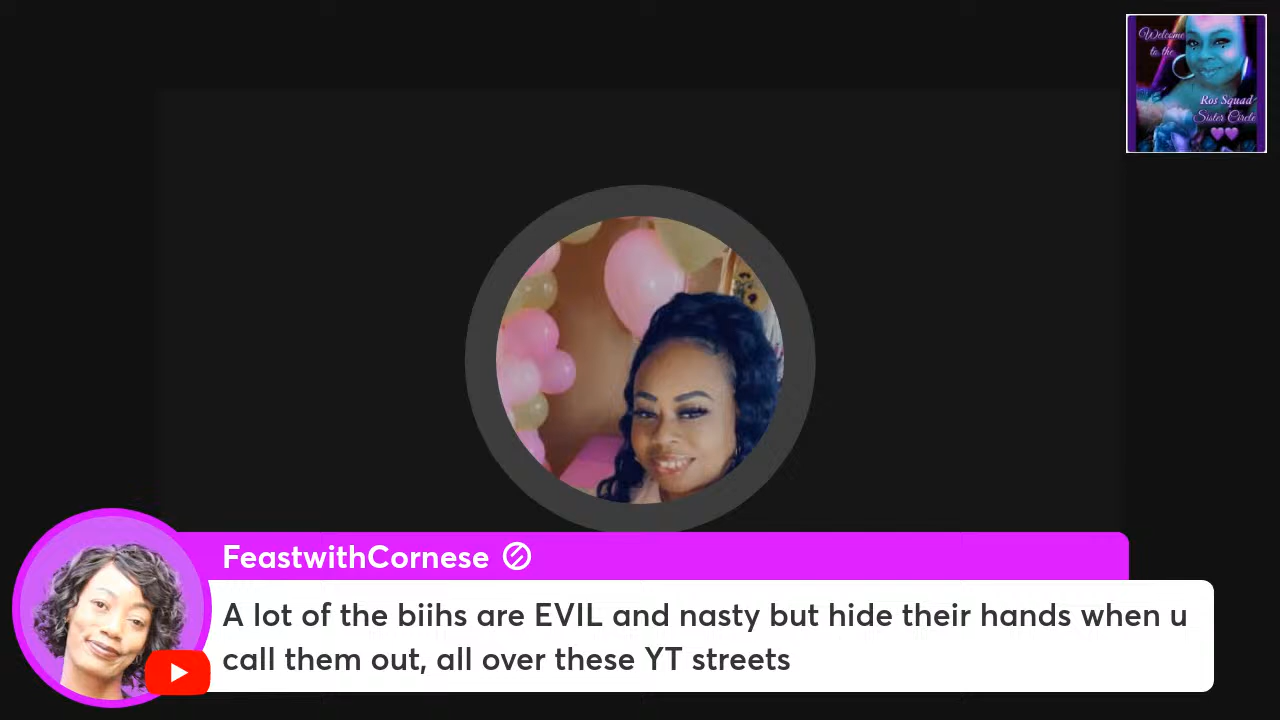 Welcome
to the
Ros Squad
Sister Circle
FeastwithCornese
A lot of the biihs are EVIL and nasty but hide their hands when u
call them out, all over these YT streets